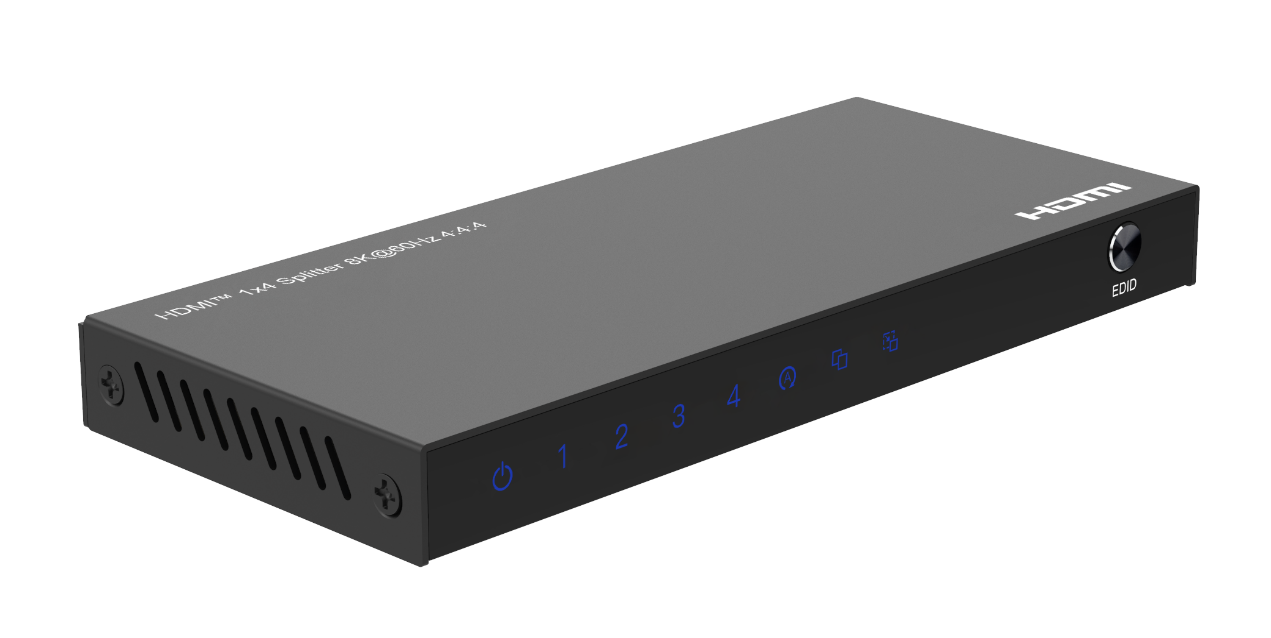 HDMI™ 1x4 Splitter 8K@60Hz 4:4:4
HDMI
EDID
1 2 3 4